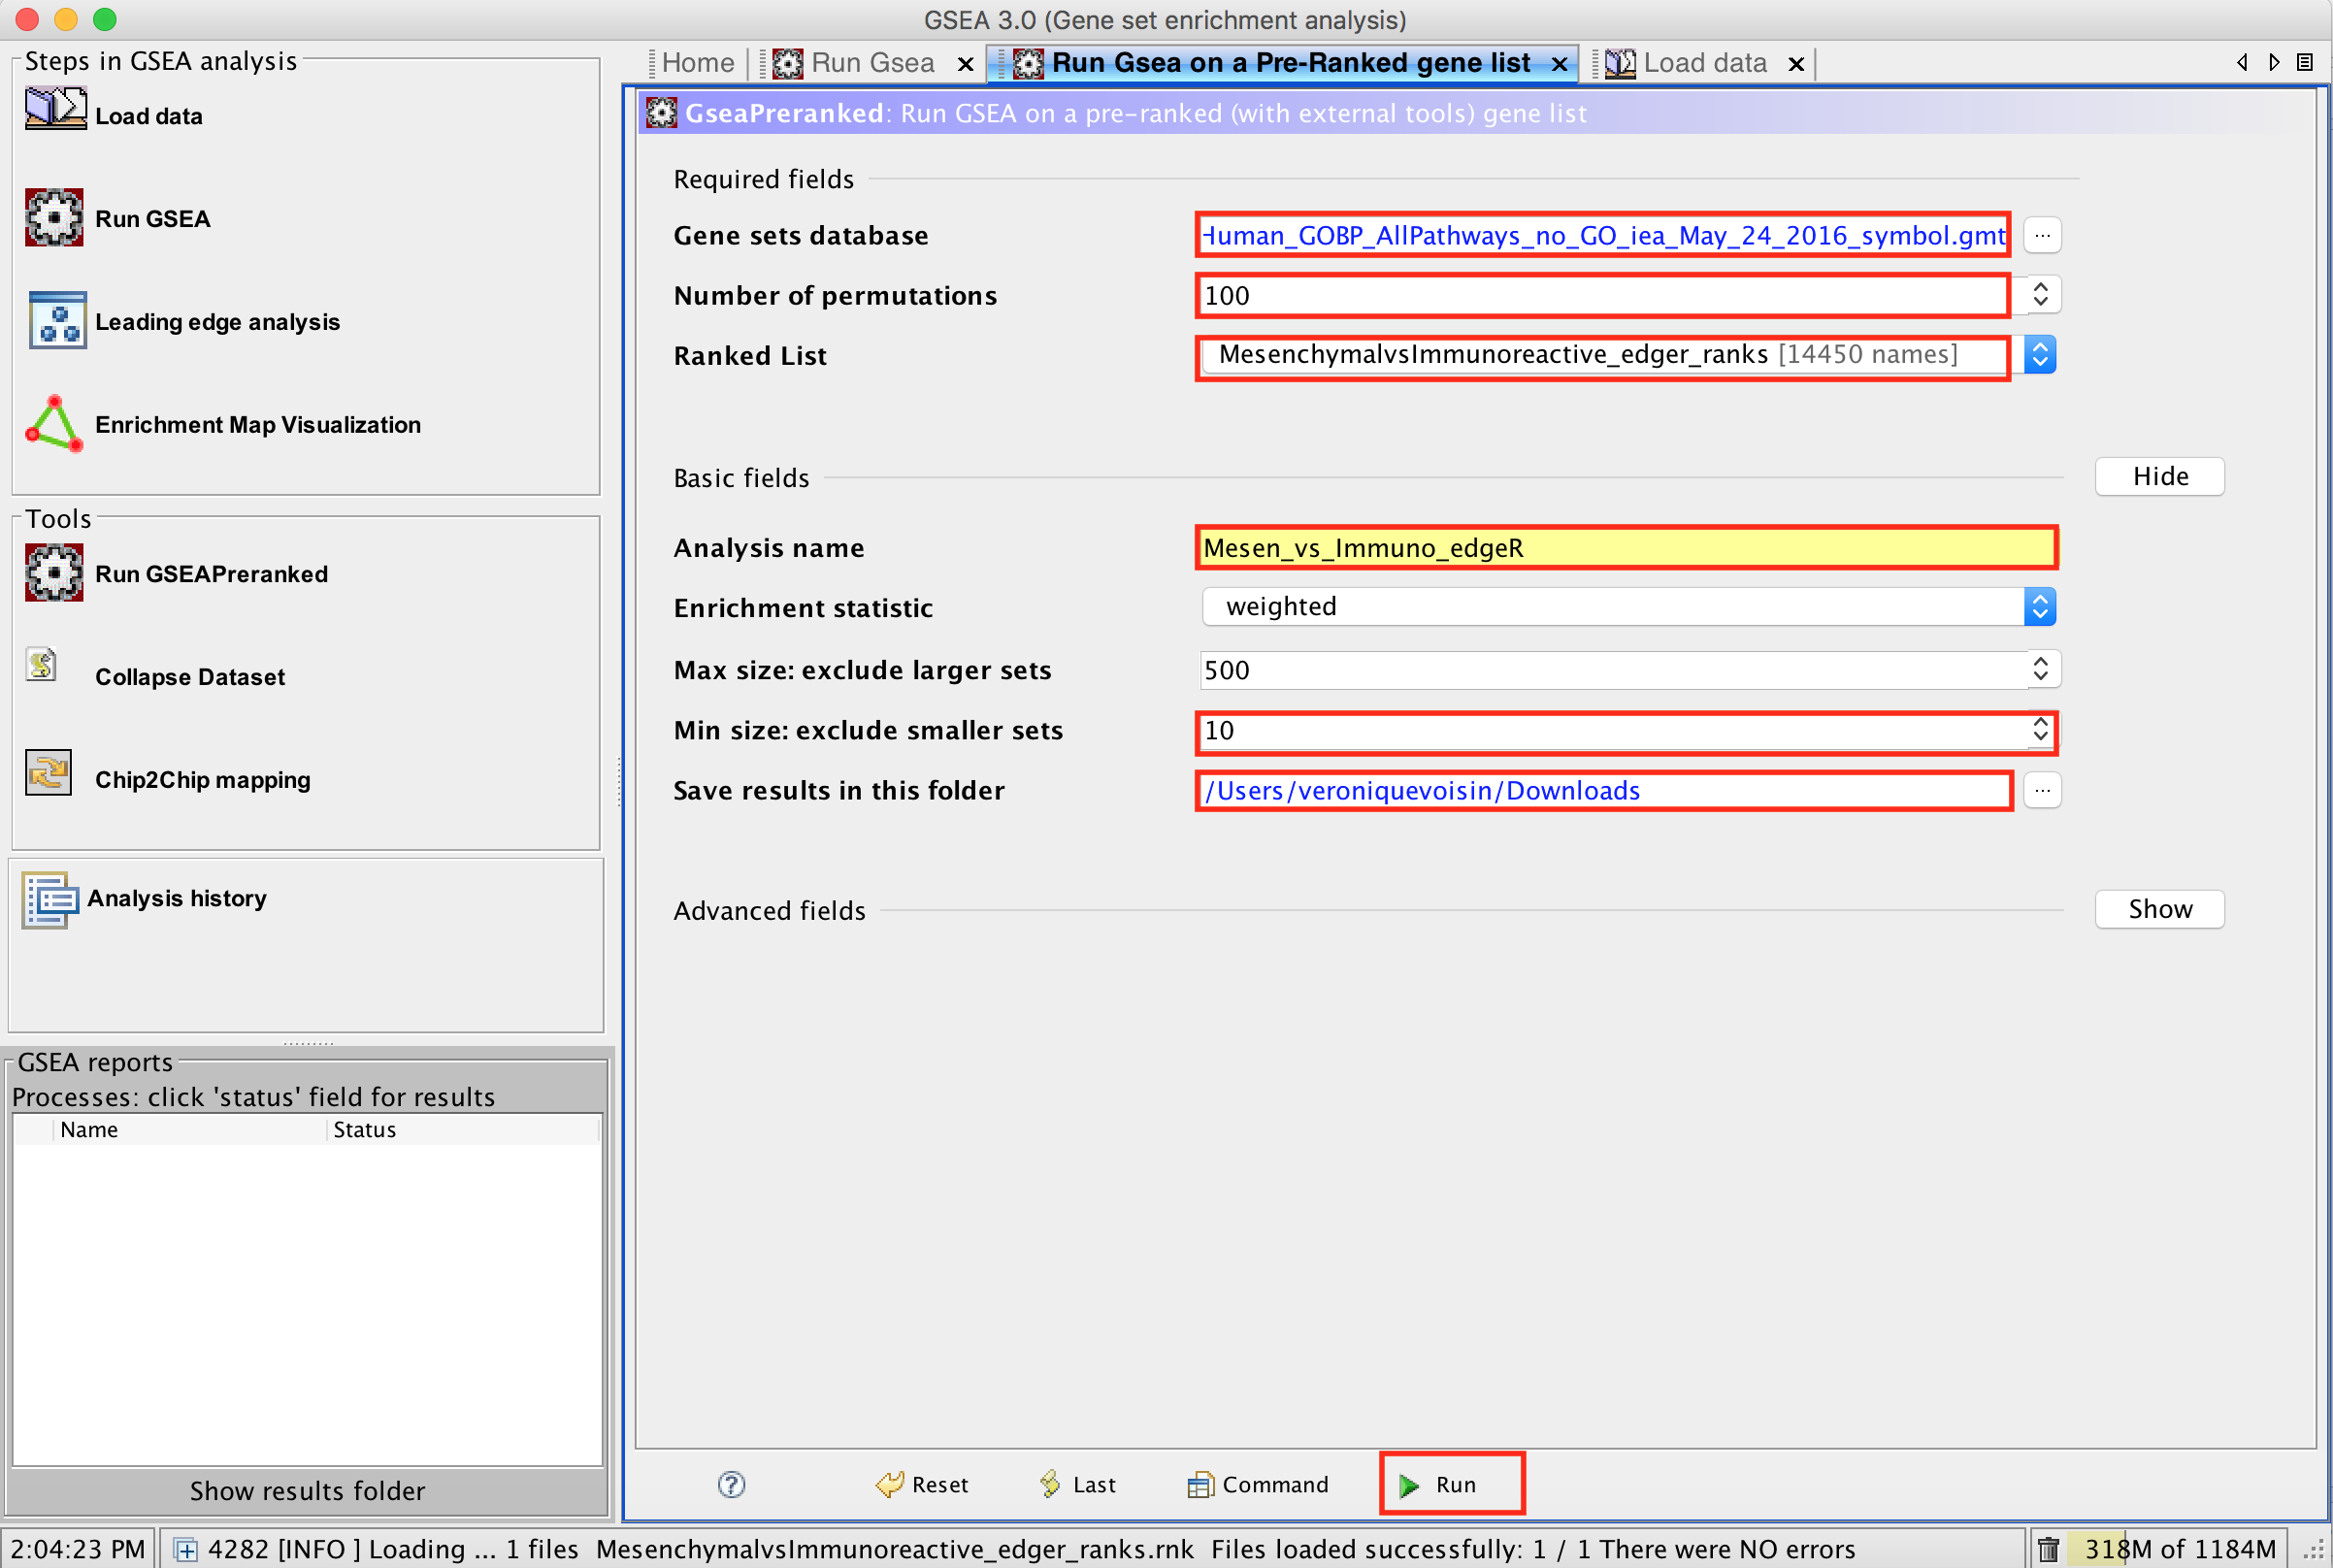 GSEA 3.0 (Gene set enrichment analysis)
Steps in GSEA analysis
Load data
Run GSEA
Leading edge analysis
Enrichment Map Visualization
Tools
Run GSEAPreranked
Collapse Dataset
Chip2Chip mapping
Analysis history
GSEA reports
Processes: click 'status' field for results
Name Status
Show results folder
Home Run Gsea Run Gsea on a Pre-Ranked gene list Load data
GseaPreranked: Run GSEA on a pre-ranked (with external tools) gene list
Required fields
Gene sets database Human_GOBP_AllPathways_no_GO_iea_May_24_2016_symbol.gmt ...
Number of permutations 100
Ranked List MesenchymalvsImmunoreactive_edger_ranks [14450 names]
Basic fields Hide
Analysis name Mesen_vs_Immuno_edgeR
Enrichment statistic weighted
Max size: exclude larger sets 500
Min size: exclude smaller sets 10
Save results in this folder /Users/veroniquevoisin/Downloads ...
Advanced fields Show
? Reset Last Command Run
2:04:23 PM 4282 [INFO ] Loading ... 1 files MesenchymalvsImmunoreactive_edger_ranks.rnk Files loaded successfully: 1 / 1 There were NO errors 318M of 1184M